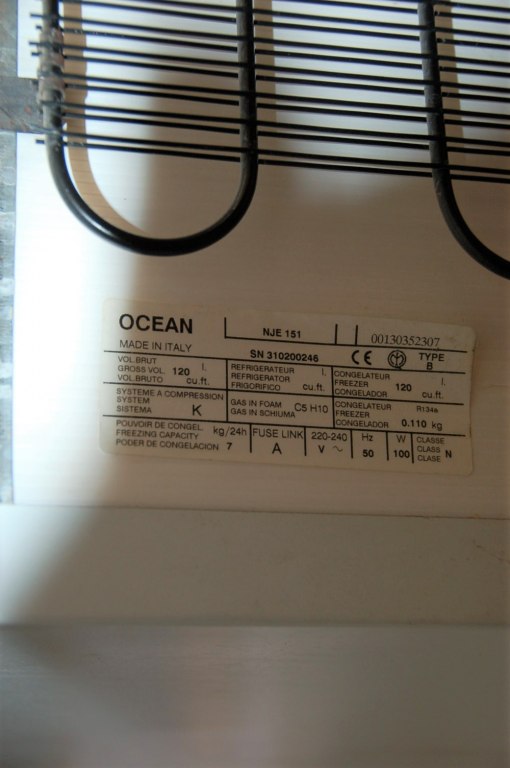 OCEAN
NJE 151
00130352307
MADE IN ITALY
SN 310200246
CE
TYPE B
VOL.BRUT
GROSS VOL. 120 l.
VOL.BRUTO cu.ft.
REFRIGERATEUR l.
REFRIGERATOR
FRIGORIFICO cu.ft.
CONGELATEUR l.
FREEZER 120
CONGELADOR cu.ft.
SYSTEME A COMPRESSION
SYSTEM
SISTEMA K
GAS IN FOAM C5 H10
GAS IN SCHIUMA
CONGELATEUR R134a
FREEZER
CONGELADOR 0.110 kg
POUVOIR DE CONGEL kg/24h
FREEZING CAPACITY
PODER DE CONGELACION 7
FUSE LINK
A
220-240
V ~
Hz
50
W
100
CLASSE
CLASS N
CLASE